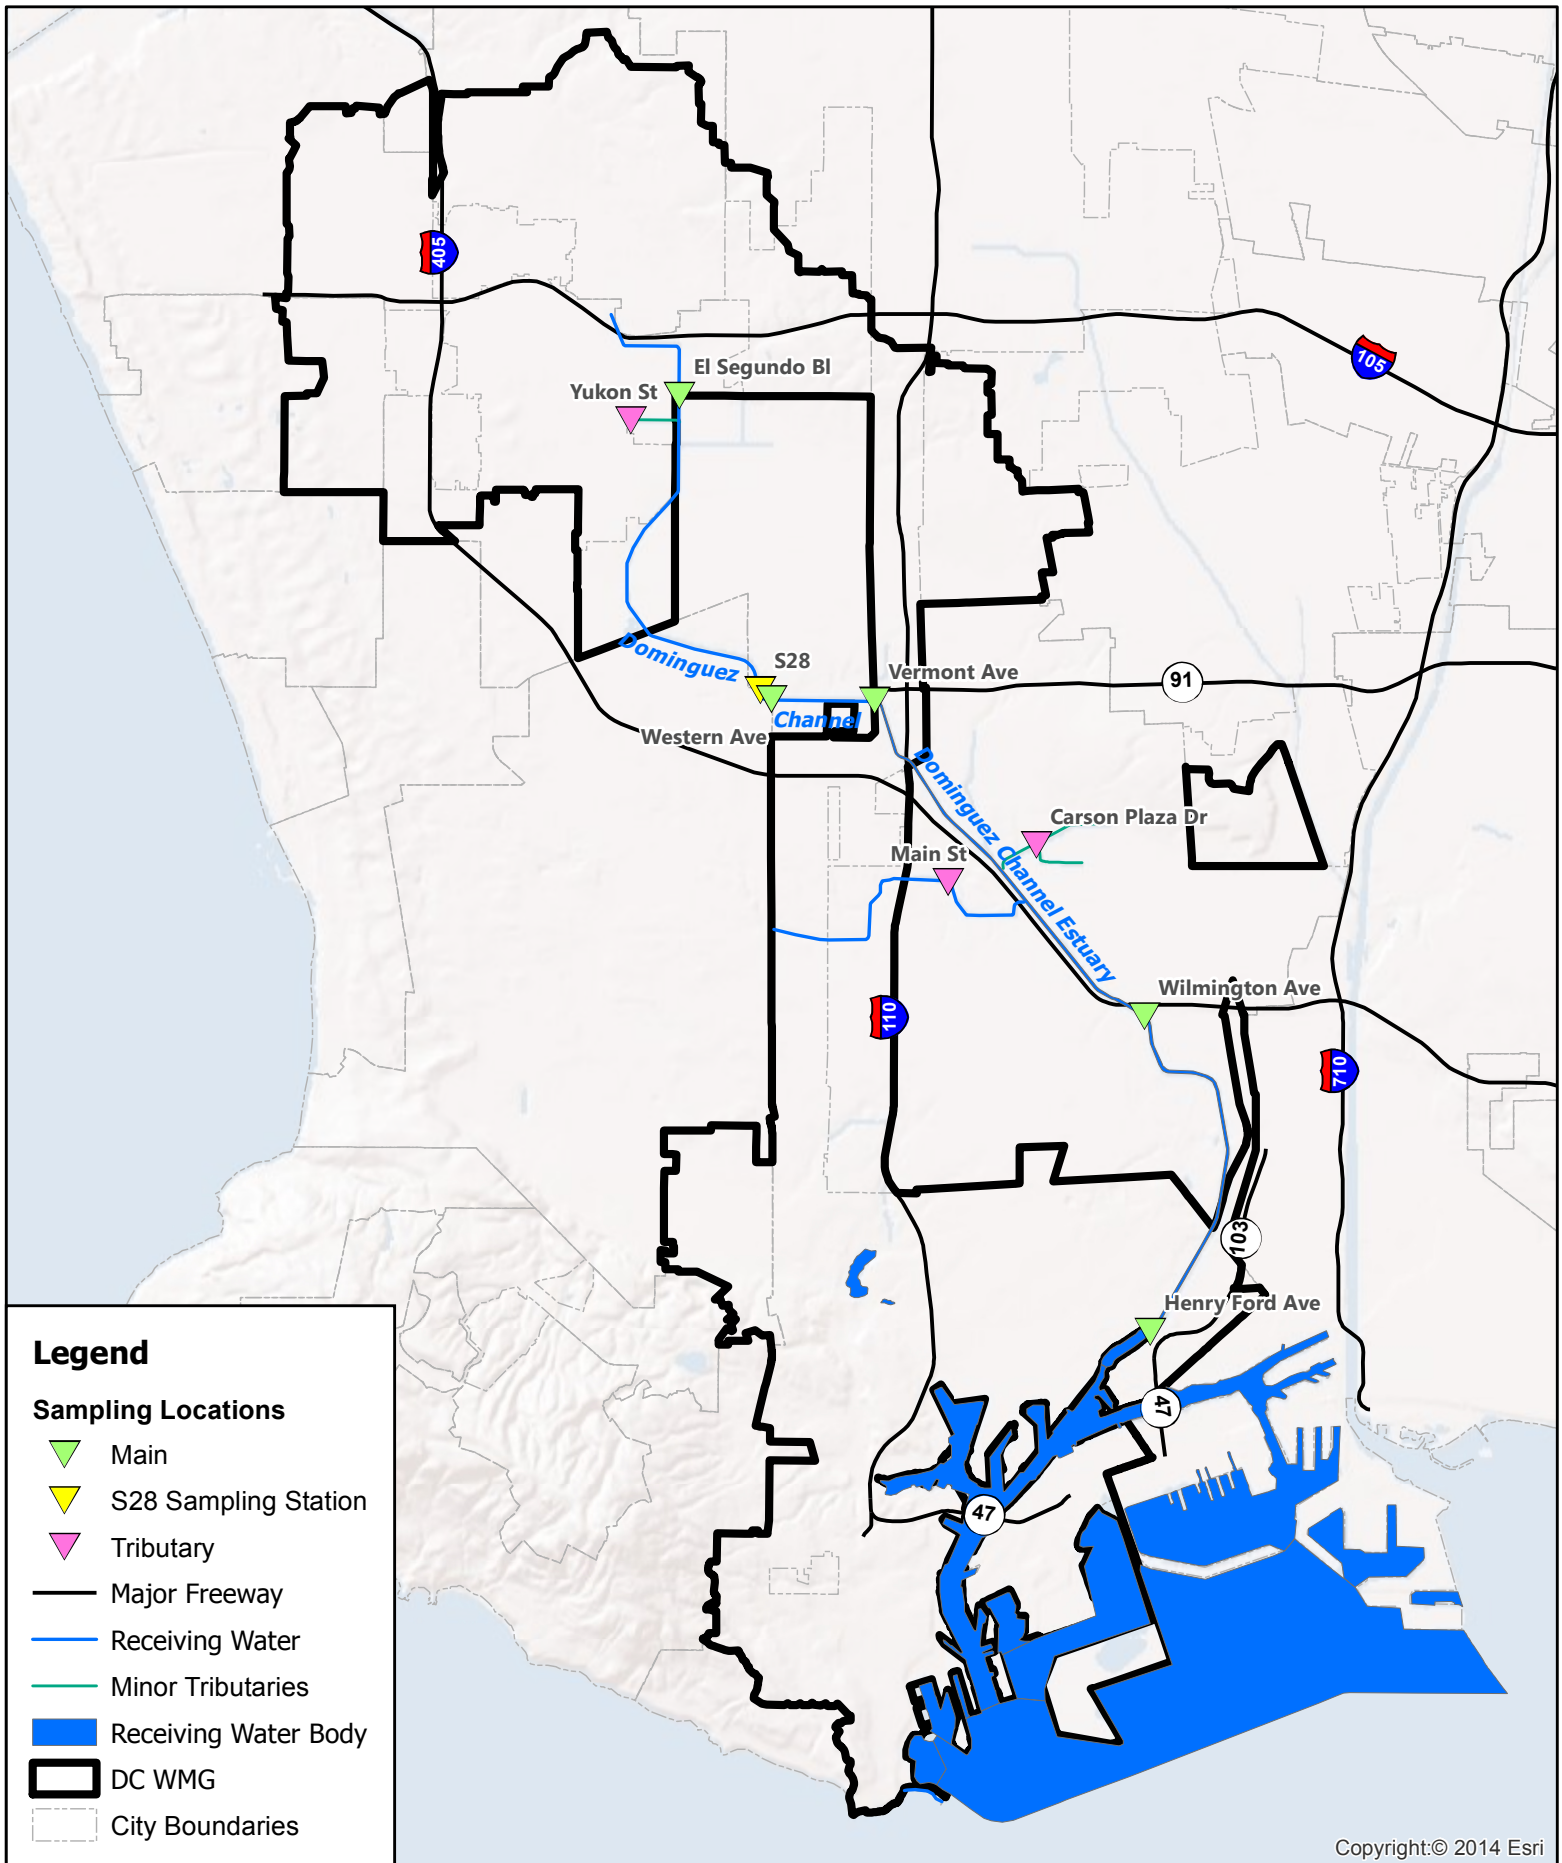 405
105
El Segundo Bl
Yukon St
Dominguez
S28
Vermont Ave
91
Channel
Western Ave
Dominguez Channel Estuary
Carson Plaza Dr
Main St
Wilmington Ave
110
710
103
Henry Ford Ave
47
47
Legend
Sampling Locations
Main
S28 Sampling Station
Tributary
Major Freeway
Receiving Water
Minor Tributaries
Receiving Water Body
DC WMG
City Boundaries
Copyright:© 2014 Esri